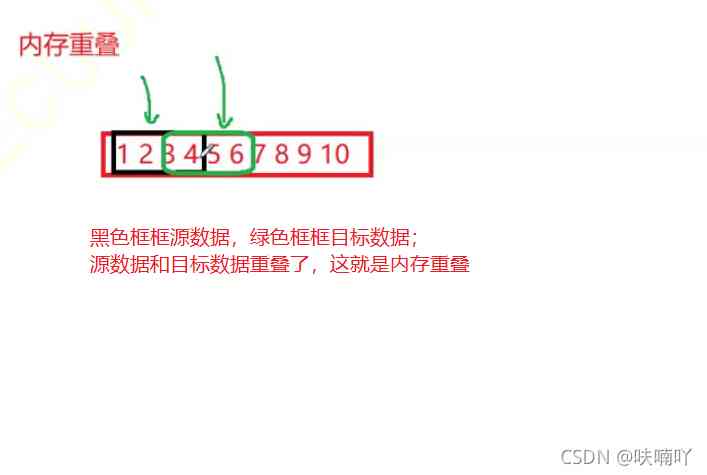 内存重叠
1 2 3 4 5 6 7 8 9 10
黑色框框源数据，绿色框框目标数据；
源数据和目标数据重叠了，这就是内存重叠
CSDN @呋喃吖